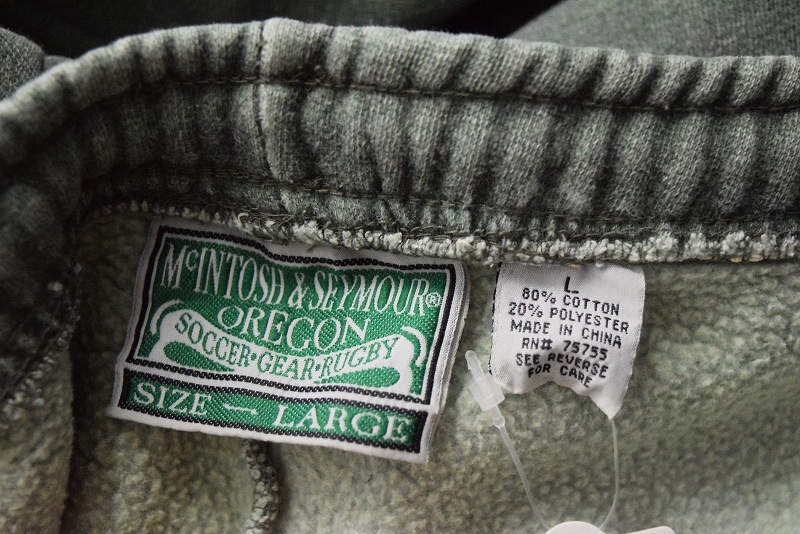 McINTOSH & SEYMOUR®
OREGON
SOCCER·GEAR·RUGBY
SIZE — LARGE
L
80% COTTON
20% POLYESTER
MADE IN CHINA
RN# 75755
SEE REVERSE
FOR CARE